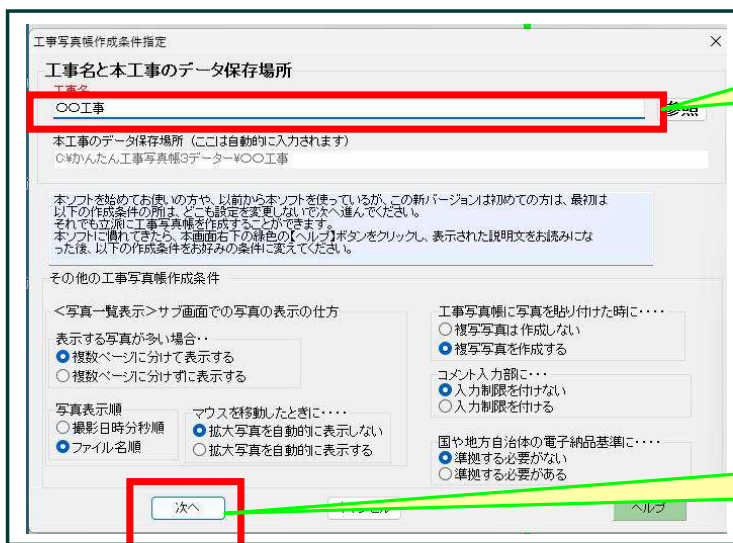 工事写真帳作成条件指定
工事名と本工事のデータ保存場所
工事名
〇〇工事
参照
本工事のデータ保存場所（ここは自動的に入力されます）
C:¥かんたん工事写真帳3データー¥〇〇工事
本ソフトを始めてお使いの方や、以前から本ソフトを使っているが、この新バージョンは初めての方は、最初は
以下の作成条件の所は、どこも設定を変更しないで次へ進んでください。
それでも立派に工事写真帳を作成することができます。
本ソフトに慣れてきたら、本画面右下の緑色の【ヘルプ】ボタンをクリックし、表示された説明文をお読みにな
った後、以下の作成条件をお好みの条件に変えてください。
その他の工事写真帳作成条件
＜写真一覧表示＞サブ画面での写真の表示の仕方
表示する写真が多い場合・・
複数ページに分けて表示する
複数ページに分けずに表示する
写真表示順
撮影日時分秒順
ファイル名順
マウスを移動したときに・・・・
拡大写真を自動的に表示しない
拡大写真を自動的に表示する
工事写真帳に写真を貼り付けた時に・・・・
複写写真は作成しない
複写写真を作成する
コメント入力部に・・・
入力制限を付けない
入力制限を付ける
国や地方自治体の電子納品基準に・・・・
準拠する必要がない
準拠する必要がある
次へ
ヘルプ